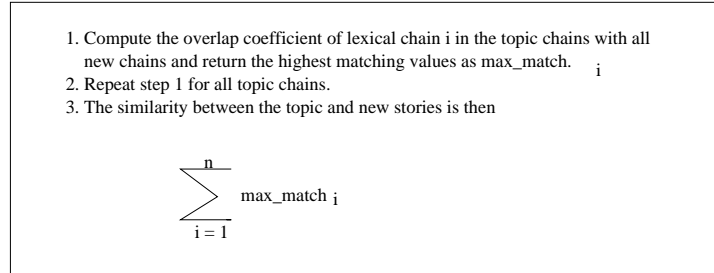 1. Compute the overlap coefficient of lexical chain i in the topic chains with all
new chains and return the highest matching values as max_match. i
2. Repeat step 1 for all topic chains.
3. The similarity between the topic and new stories is then
n
∑ max_match i
i = 1